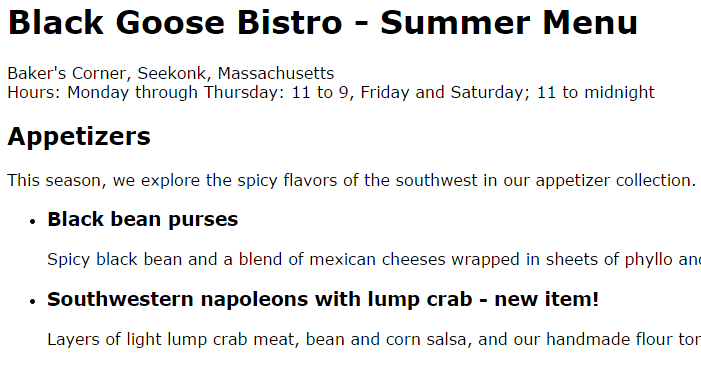 Black Goose Bistro - Summer Menu
Baker's Corner, Seekonk, Massachusetts
Hours: Monday through Thursday: 11 to 9, Friday and Saturday; 11 to midnight
Appetizers
This season, we explore the spicy flavors of the southwest in our appetizer collection.
• Black bean purses
Spicy black bean and a blend of mexican cheeses wrapped in sheets of phyllo
• Southwestern napoleons with lump crab - new item!
Layers of light lump crab meat, bean and corn salsa, and our handmade flour